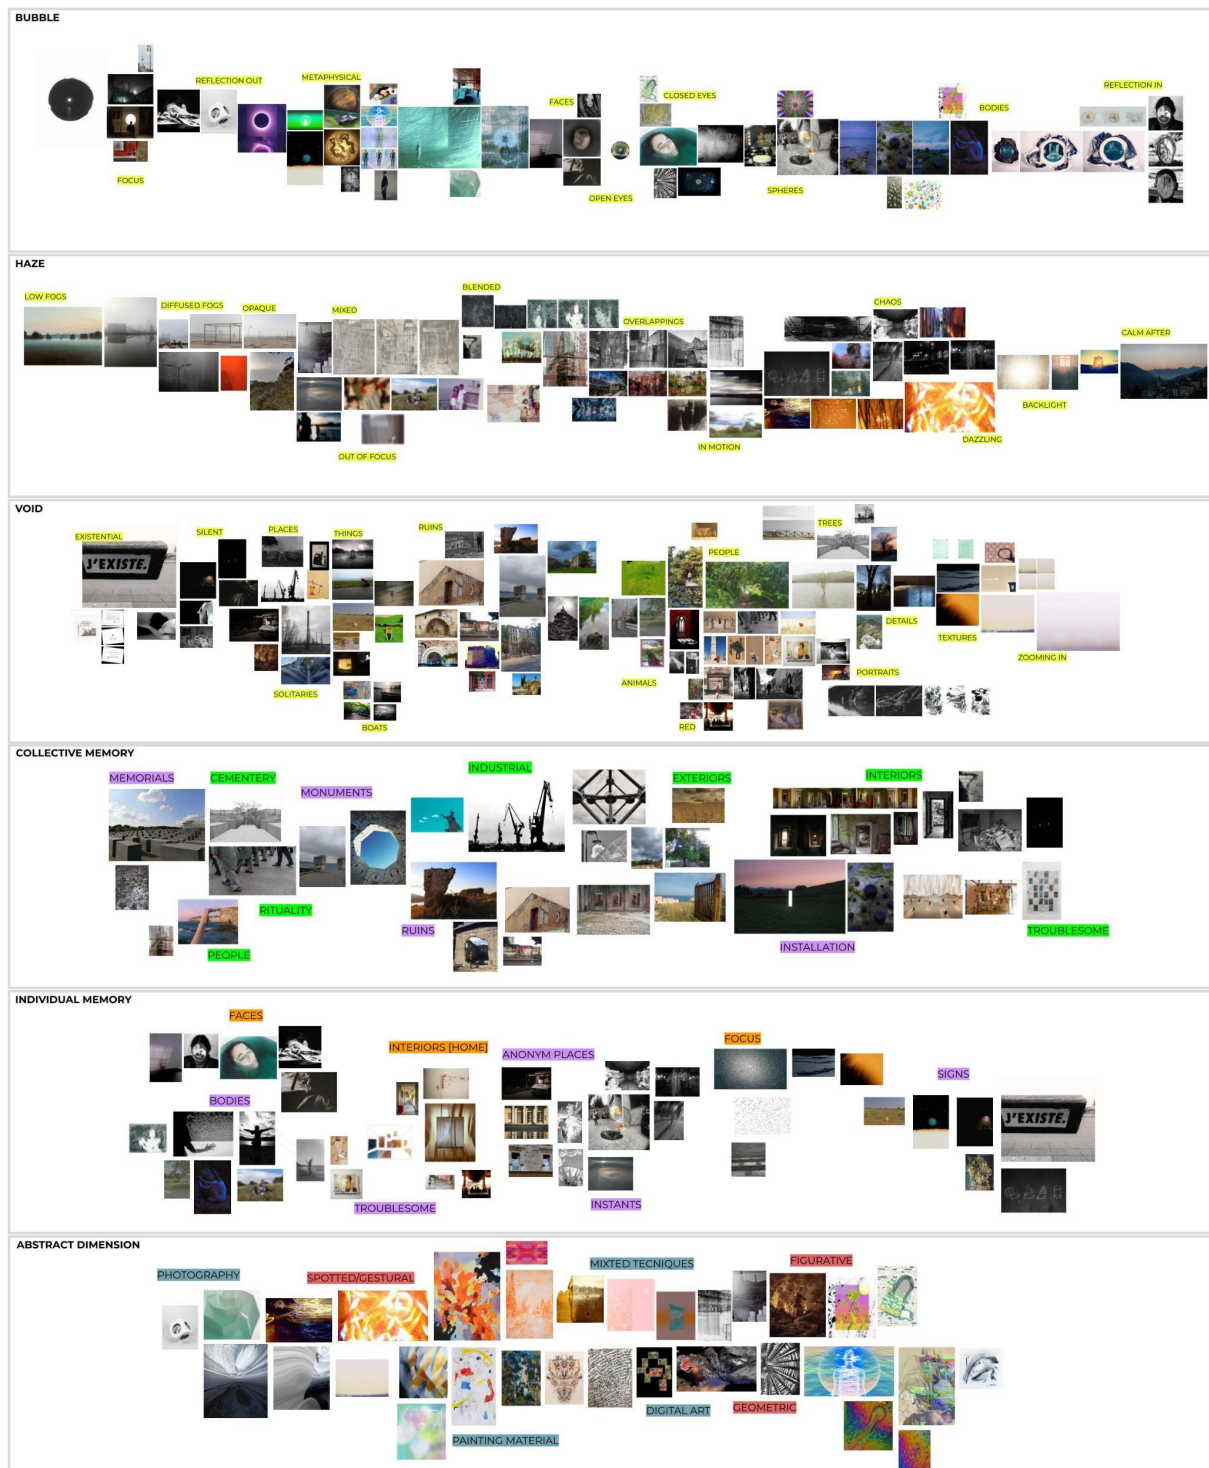 BUBBLE
REFLECTION OUT
METAPHYSICAL
FACES
CLOSED EYES
BODIES
REFLECTION IN
FOCUS
OPEN EYES
SPHERES
HAZE
LOW FOGS
DIFFUSED FOGS
OPAQUE
MIXED
BLENDED
OVERLAPPINGS
CHAOS
CALM AFTER
BACKLIGHT
OUT OF FOCUS
IN MOTION
DAZZLING
VOID
EXISTENTIAL
SILENT
PLACES
THINGS
RUINS
PEOPLE
TREES
J'EXISTE.
DETAILS
TEXTURES
ZOOMING IN
SOLITARIES
ANIMALS
PORTRAITS
BOATS
RED
COLLECTIVE MEMORY
MEMORIALS
CEMENTERY
MONUMENTS
INDUSTRIAL
EXTERIORS
INTERIORS
RITUALITY
RUINS
PEOPLE
INSTALLATION
TROUBLESOME
INDIVIDUAL MEMORY
FACES
INTERIORS [HOME]
ANONYM PLACES
FOCUS
SIGNS
BODIES
J'EXISTE.
TROUBLESOME
INSTANTS
ABSTRACT DIMENSION
PHOTOGRAPHY
SPOTTED/GESTURAL
MIXTED TECNIQUES
FIGURATIVE
DIGITAL ART
GEOMETRIC
PAINTING MATERIAL